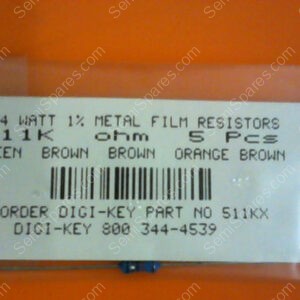 4 WATT 1% METAL FILM RESISTORS
11K ohm 5 Pcs
EEN BROWN BROWN ORANGE BROWN
ORDER DIGI-KEY PART NO 511KX
DIGI-KEY 800 344-4539